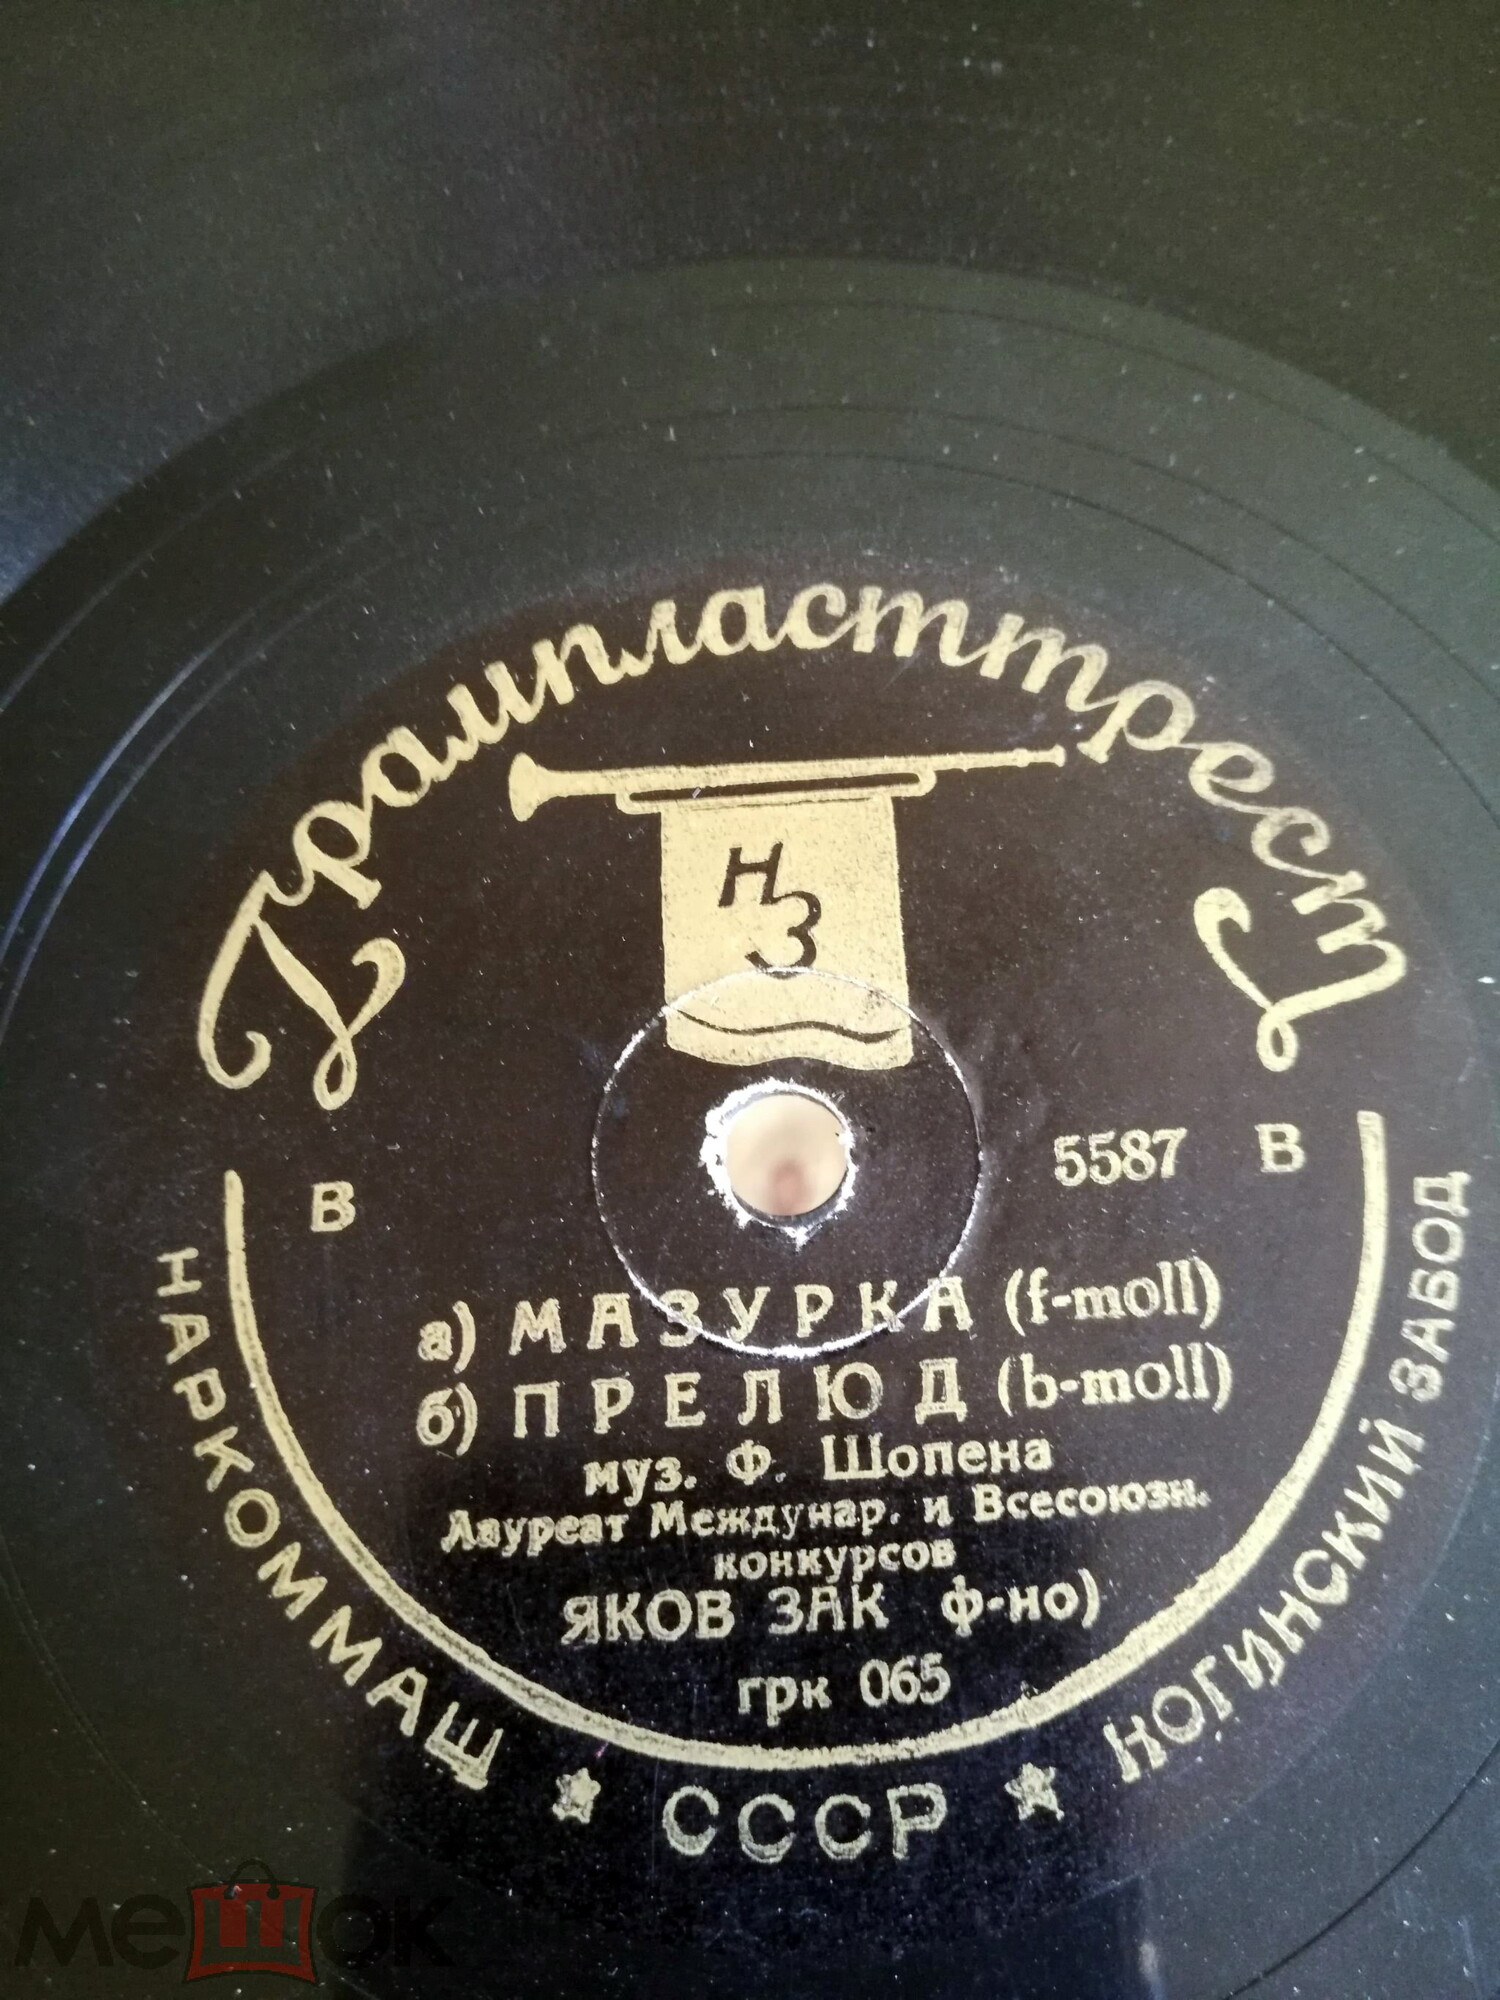 Грампласттрест
НЗ
В
5587 В
а) МАЗУРКА (f-moll)
б) ПРЕЛЮД (b-moll)
муз. Ф. Шопена
Лауреат Междунар. и Всесоюзн.
конкурсов
ЯКОВ ЗАК ф-но)
грк 065
НАРКОММАШ ★ СССР ★ НОГИНСКИЙ ЗАВОД
мешок